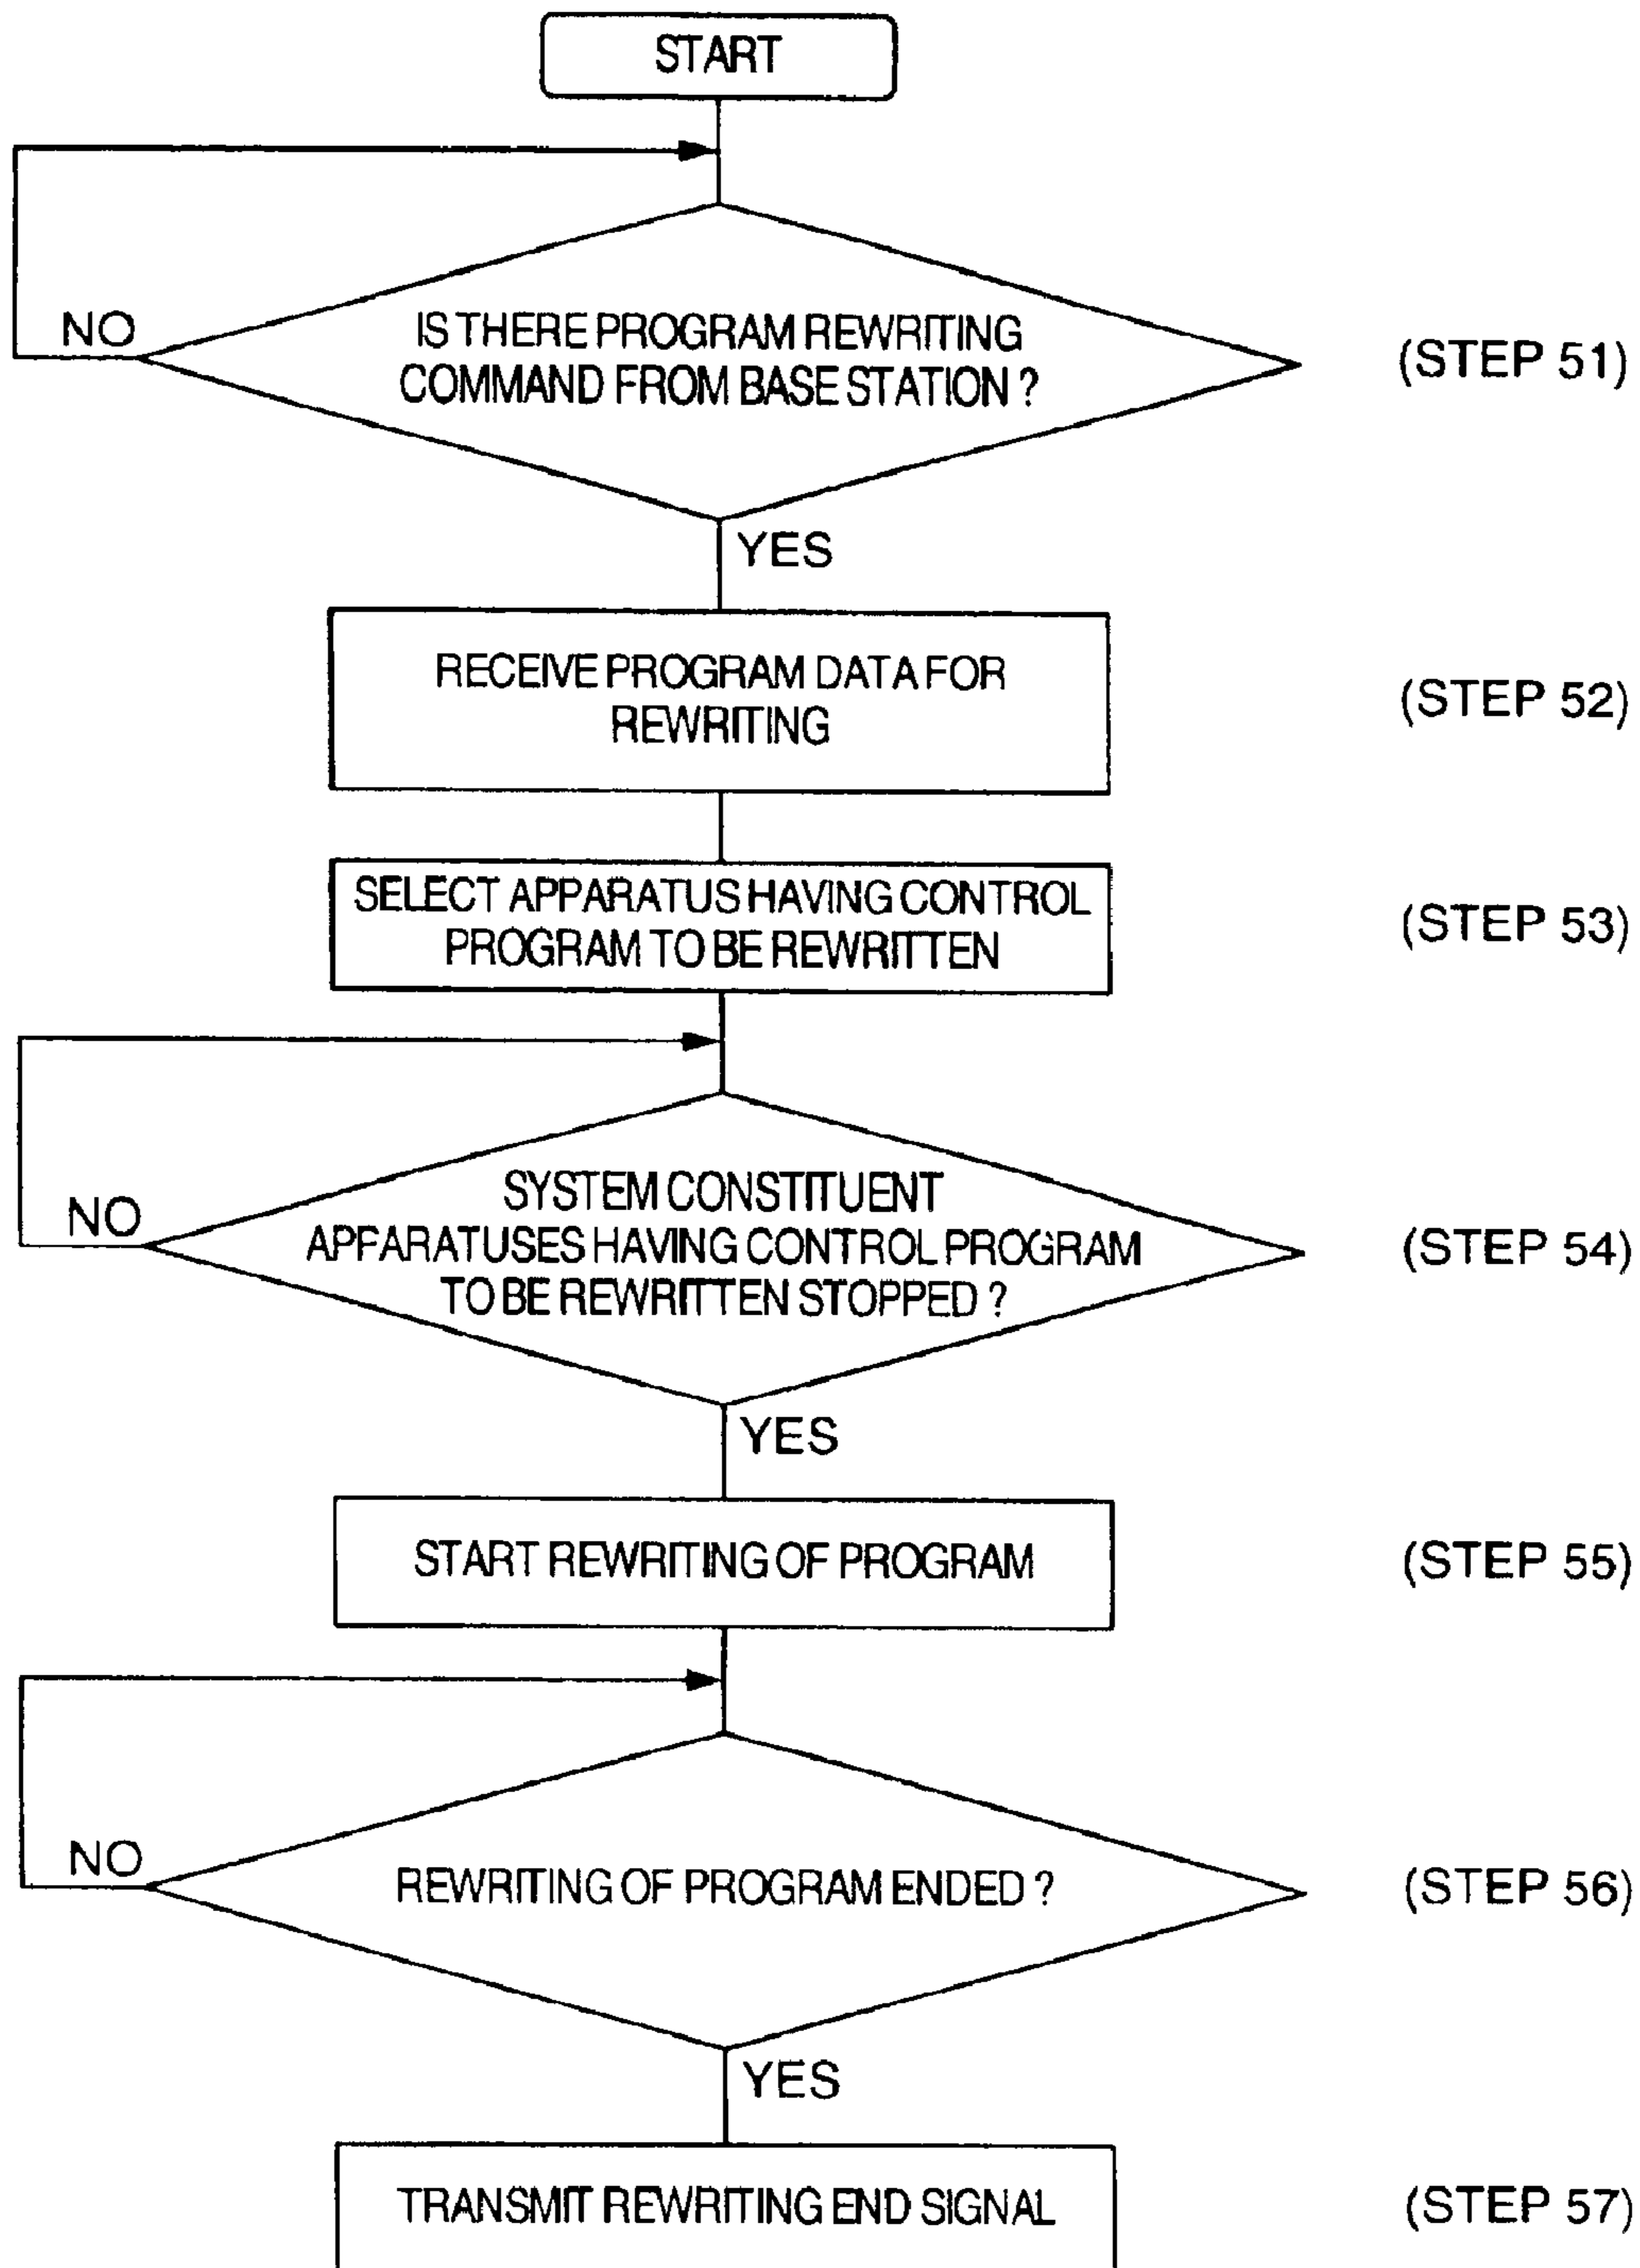 START
NO
IS THERE PROGRAM REWRITING
COMMAND FROM BASE STATION ?
(STEP 51)
YES
RECEIVE PROGRAM DATA FOR
REWRITING
(STEP 52)
SELECT APPARATUS HAVING CONTROL
PROGRAM TO BE REWRITTEN
(STEP 53)
NO
SYSTEM CONSTITUENT
APPARATUSES HAVING CONTROL PROGRAM
TO BE REWRITTEN STOPPED ?
(STEP 54)
YES
START REWRITING OF PROGRAM
(STEP 55)
NO
REWRITING OF PROGRAM ENDED ?
(STEP 56)
YES
TRANSMIT REWRITING END SIGNAL
(STEP 57)